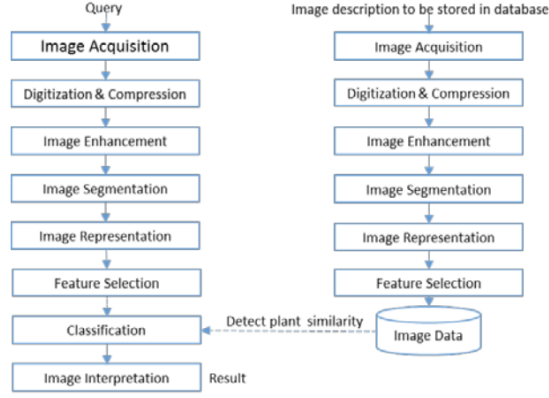 Query
Image Acquisition
Digitization & Compression
Image Enhancement
Image Segmentation
Image Representation
Feature Selection
Classification
Image Interpretation
Result
Image description to be stored in database
Image Acquisition
Digitization & Compression
Image Enhancement
Image Segmentation
Image Representation
Feature Selection
Image Data
Detect plant similarity